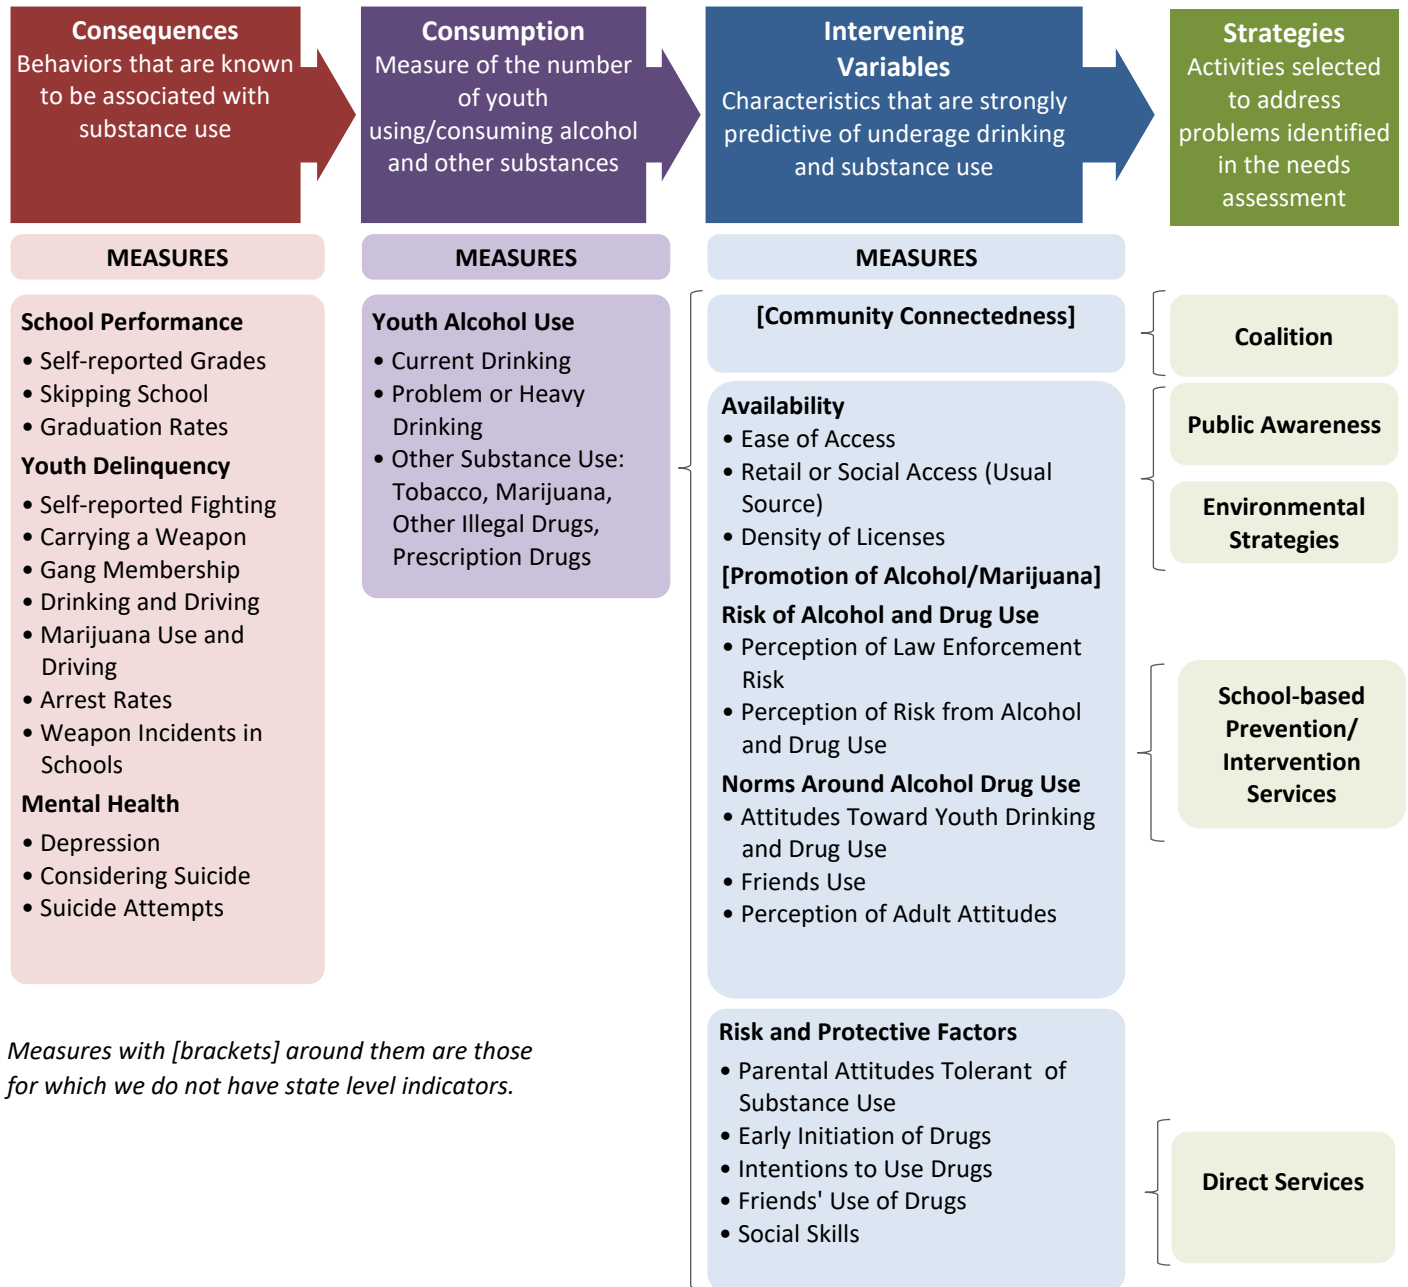 Consequences
Behaviors that are known
to be associated with
substance use
Consumption
Measure of the number
of youth
using/consuming alcohol
and other substances
Intervening
Variables
Characteristics that are strongly
predictive of underage drinking
and substance use
Strategies
Activities selected
to address
problems identified
in the needs
assessment
MEASURES
School Performance
• Self-reported Grades
• Skipping School
• Graduation Rates
Youth Delinquency
• Self-reported Fighting
• Carrying a Weapon
• Gang Membership
• Drinking and Driving
• Marijuana Use and
Driving
• Arrest Rates
• Weapon Incidents in
Schools
Mental Health
• Depression
• Considering Suicide
• Suicide Attempts
MEASURES
Youth Alcohol Use
• Current Drinking
• Problem or Heavy
Drinking
• Other Substance Use:
Tobacco, Marijuana,
Other Illegal Drugs,
Prescription Drugs
MEASURES
[Community Connectedness]
Availability
• Ease of Access
• Retail or Social Access (Usual
Source)
• Density of Licenses
[Promotion of Alcohol/Marijuana]
Risk of Alcohol and Drug Use
• Perception of Law Enforcement
Risk
• Perception of Risk from Alcohol
and Drug Use
Norms Around Alcohol Drug Use
• Attitudes Toward Youth Drinking
and Drug Use
• Friends Use
• Perception of Adult Attitudes
Risk and Protective Factors
• Parental Attitudes Tolerant of
Substance Use
• Early Initiation of Drugs
• Intentions to Use Drugs
• Friends' Use of Drugs
• Social Skills
Coalition
Public Awareness
Environmental
Strategies
School-based
Prevention/
Intervention
Services
Direct Services
Measures with [brackets] around them are those
for which we do not have state level indicators.